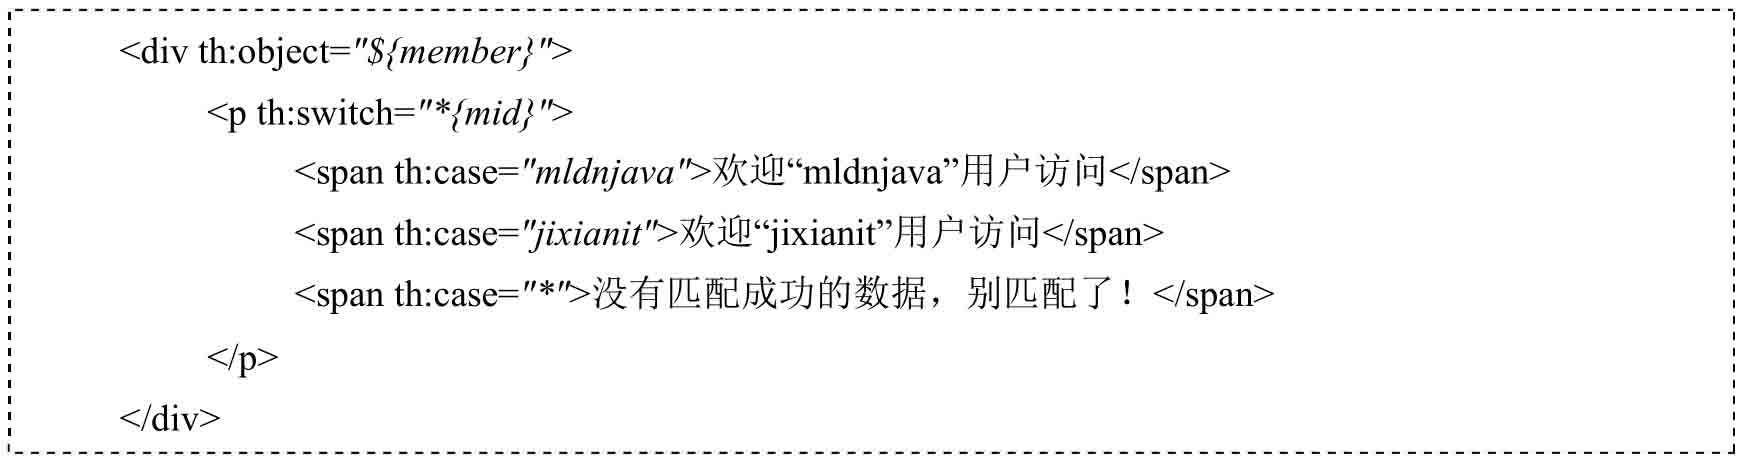 <div th:object="${member}">
<p th:switch="*{mid}">
<span th:case="mldnjava">欢迎“mldnjava”用户访问</span>
<span th:case="jixianit">欢迎“jixianit”用户访问</span>
<span th:case="*">没有匹配成功的数据，别匹配了！</span>
</p>
</div>